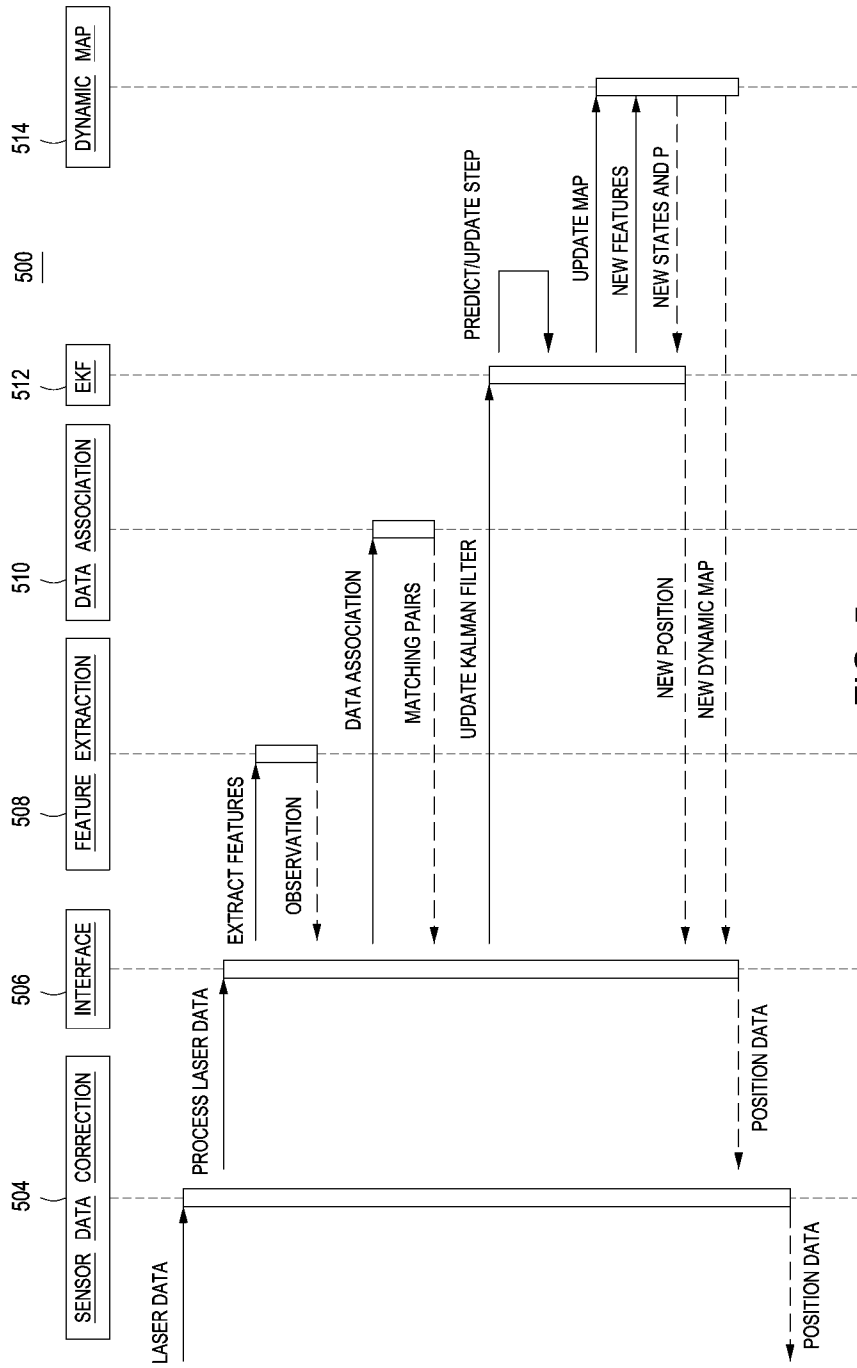 500
504
506
508
510
512
514
SENSOR DATA CORRECTION
INTERFACE
FEATURE EXTRACTION
DATA ASSOCIATION
EKF
DYNAMIC MAP
LASER DATA
PROCESS LASER DATA
EXTRACT FEATURES
OBSERVATION
DATA ASSOCIATION
MATCHING PAIRS
UPDATE KALMAN FILTER
PREDICT/UPDATE STEP
UPDATE MAP
NEW FEATURES
NEW STATES AND P
NEW POSITION
NEW DYNAMIC MAP
POSITION DATA
POSITION DATA